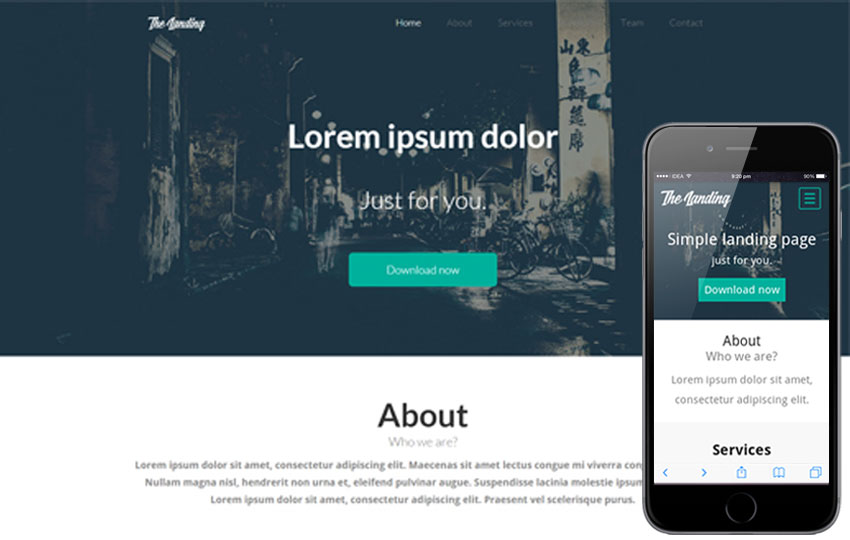 The Landing
Home About Services Team Contact
山東
席
Lorem ipsum dolor
Just for you.
Download now
About
Who we are?
Lorem ipsum dolor sit amet, consectetur adipiscing elit. Maecenas sit amet lectus congue mi viverra con
Nullam magna nisl, hendrerit non urna et, eleifend pulvinar augue. Suspendisse lacinia molestie ipsum
Lorem ipsum dolor sit amet, consectetur adipiscing elit. Praesent vel scelerisque purus.
IDEA 9:20 pm 90%
The Landing
Simple landing page
just for you.
Download now
About
Who we are?
Lorem ipsum dolor sit amet,
consectetur adipiscing elit.
Services